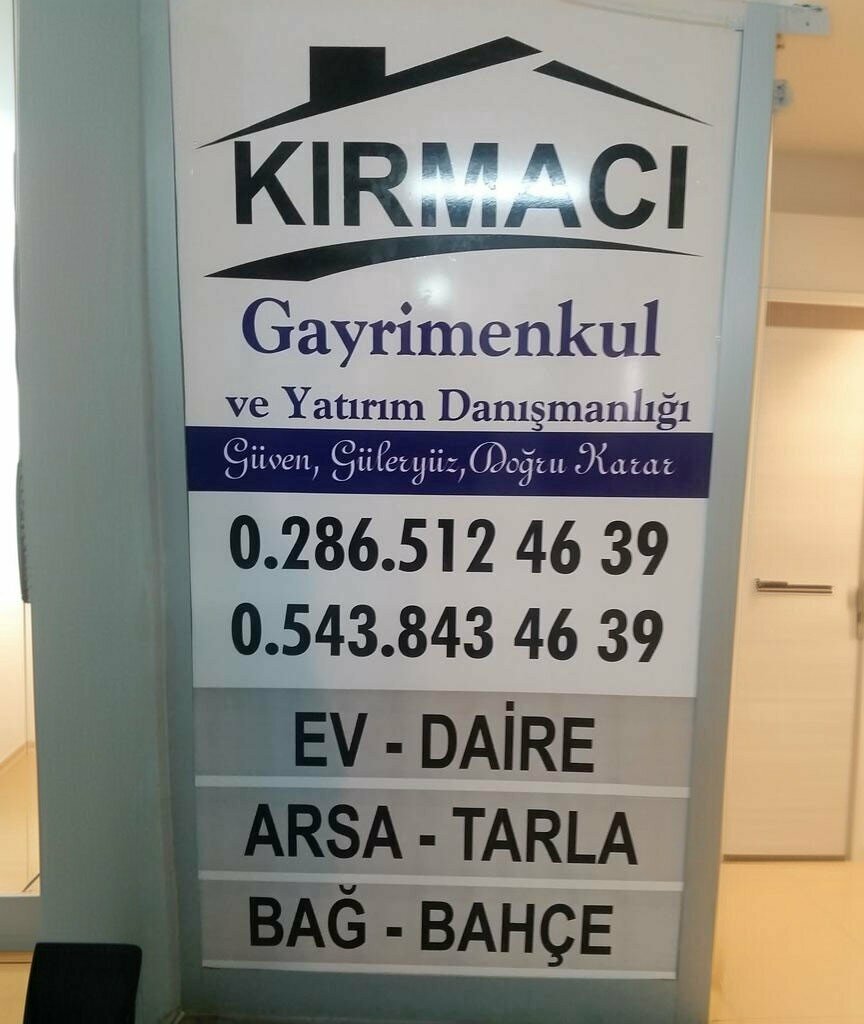 KIRMACI
Gayrimenkul
ve Yatırım Danışmanlığı
Güven, Güleryüz, Doğru Karar
0.286.512 46 39
0.543.843 46 39
EV - DAİRE
ARSA - TARLA
BAĞ - BAHÇE